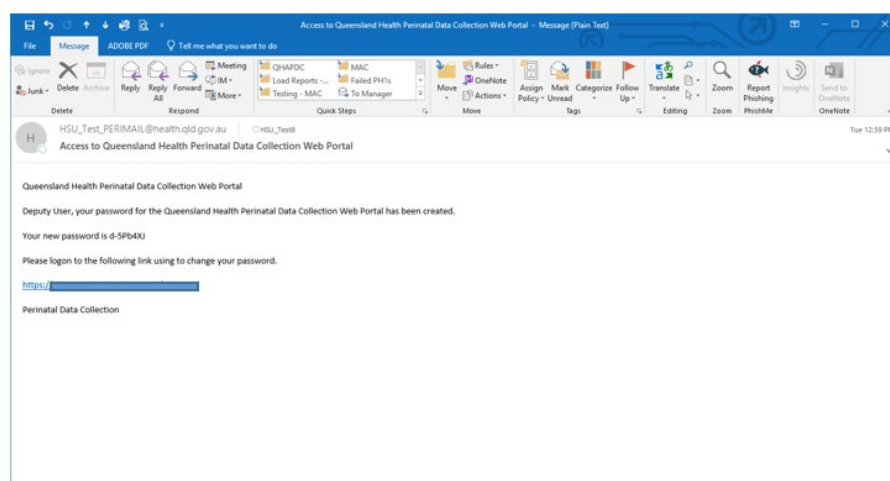 Access to Queensland Health Perinatal Data Collection Web Portal - Message (Plain Text)
File Message ADOBE PDF Tell me what you want to do
Ignore
Junk
Delete Archive
Reply Reply All Forward
Meeting
IM
More
QHAPDC MAC
Load Reports -... Failed PH1s
Testing - MAC To Manager
Move
Rules
OneNote
Actions
Assign Policy Mark Unread Categorize Follow Up
Translate
Zoom
Report Phishing
Insights
Send to OneNote
Delete Respond Quick Steps Move Tags Editing Zoom PhishMe OneNote
H
HSU_Test_PERIMAIL@health.qld.gov.au HSU_Test8
Tue 12:59 PM
Access to Queensland Health Perinatal Data Collection Web Portal
Queensland Health Perinatal Data Collection Web Portal
Deputy User, your password for the Queensland Health Perinatal Data Collection Web Portal has been created.
Your new password is d-5Pb4XJ
Please logon to the following link using to change your password.
https:/
Perinatal Data Collection